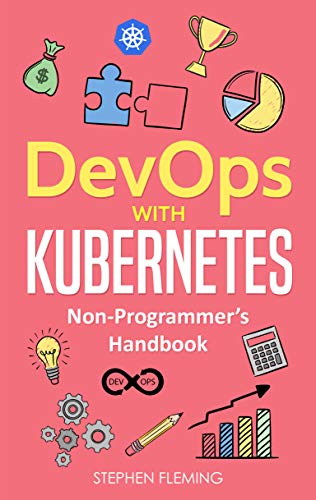 DevOps
WITH
KUBERNETES
Non-Programmer's
Handbook
DEV OPS
STEPHEN FLEMING